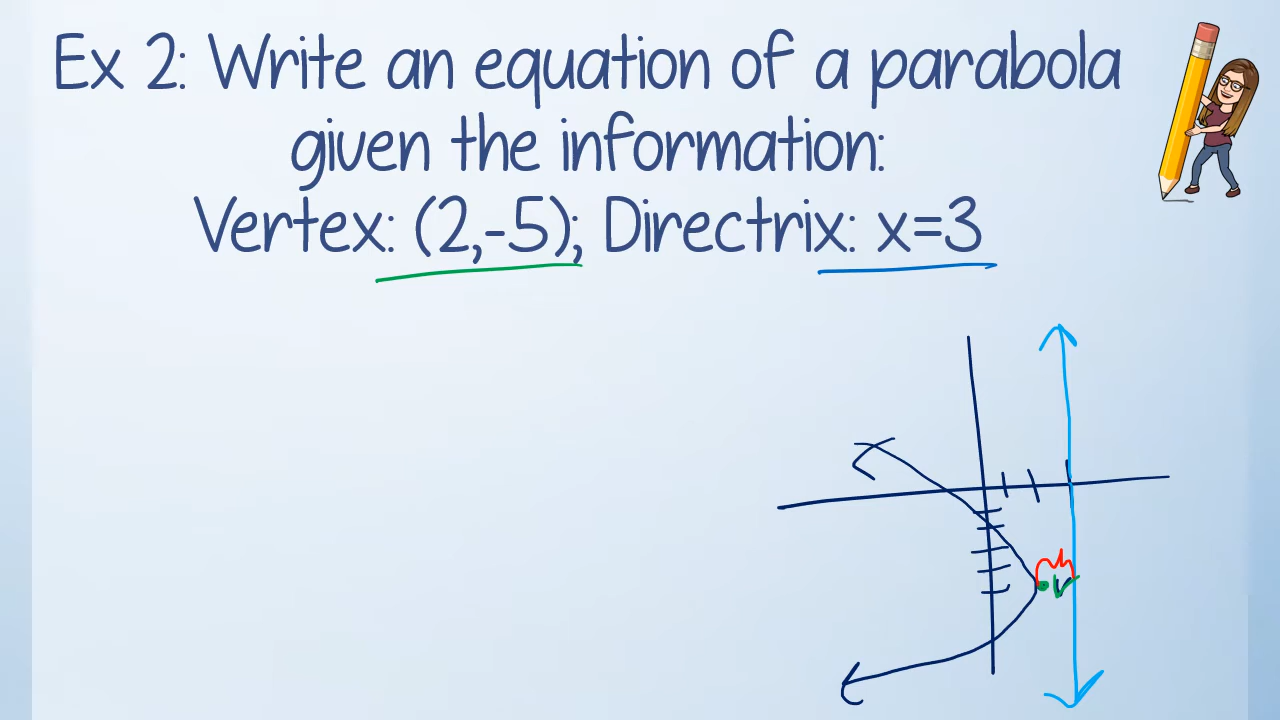 Ex 2: Write an equation of a parabola
given the information:
Vertex: (2,-5); Directrix: x=3
V